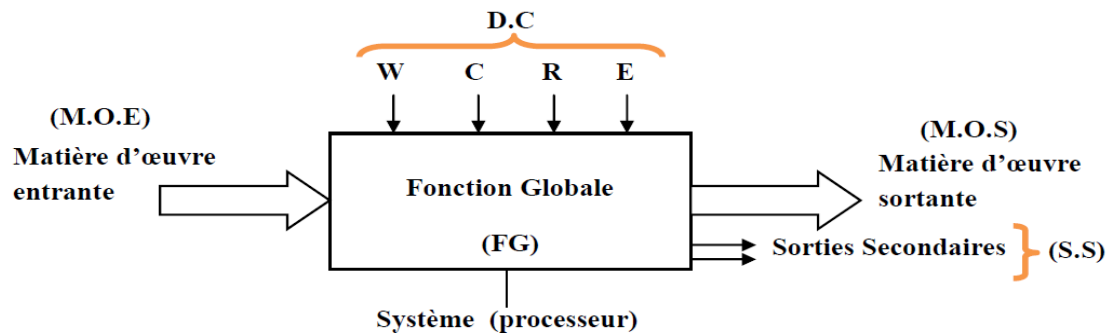 D.C
W C R E
(M.O.E)
Matière d'œuvre
entrante
Fonction Globale
(FG)
(M.O.S)
Matière d'œuvre
sortante
Sorties Secondaires
(S.S)
Système (processeur)